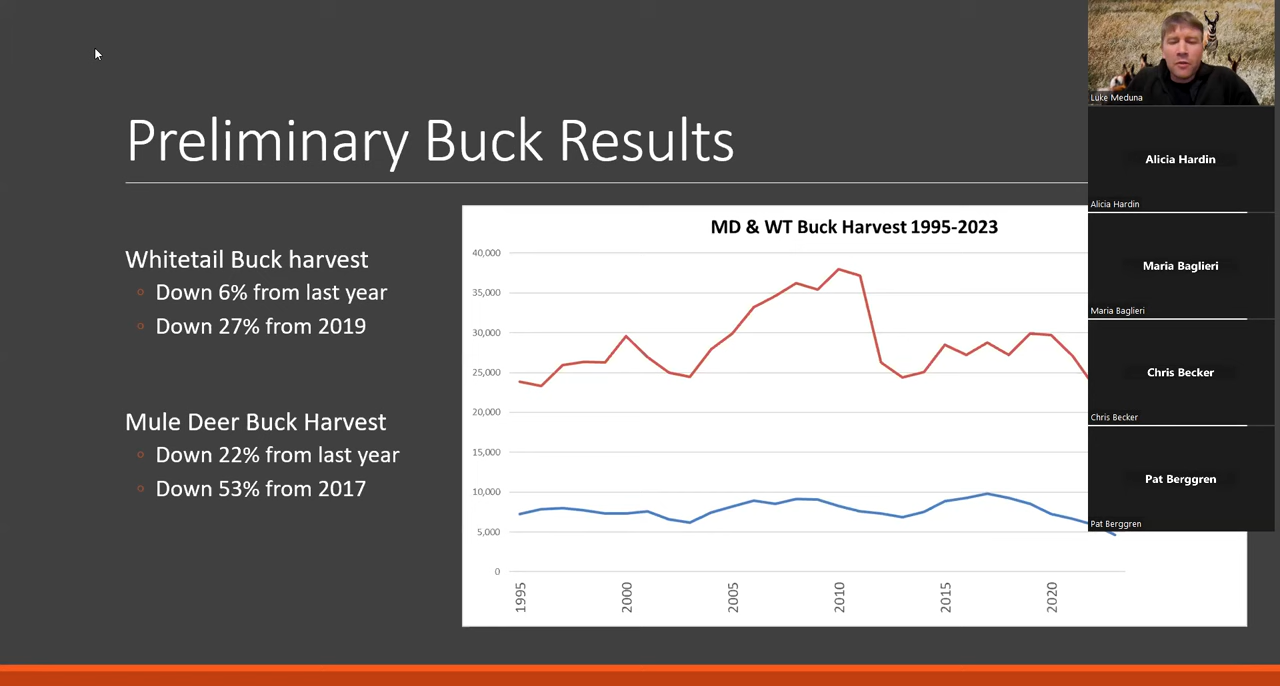 Preliminary Buck Results
Whitetail Buck harvest
Down 6% from last year
Down 27% from 2019
Mule Deer Buck Harvest
Down 22% from last year
Down 53% from 2017
MD & WT Buck Harvest 1995-2023
40,000
35,000
30,000
25,000
20,000
15,000
10,000
5,000
0
1995
2000
2005
2010
2015
2020
Luke Meduna
Alicia Hardin
Alicia Hardin
Maria Baglieri
Maria Baglieri
Chris Becker
Chris Becker
Pat Berggren
Pat Berggren